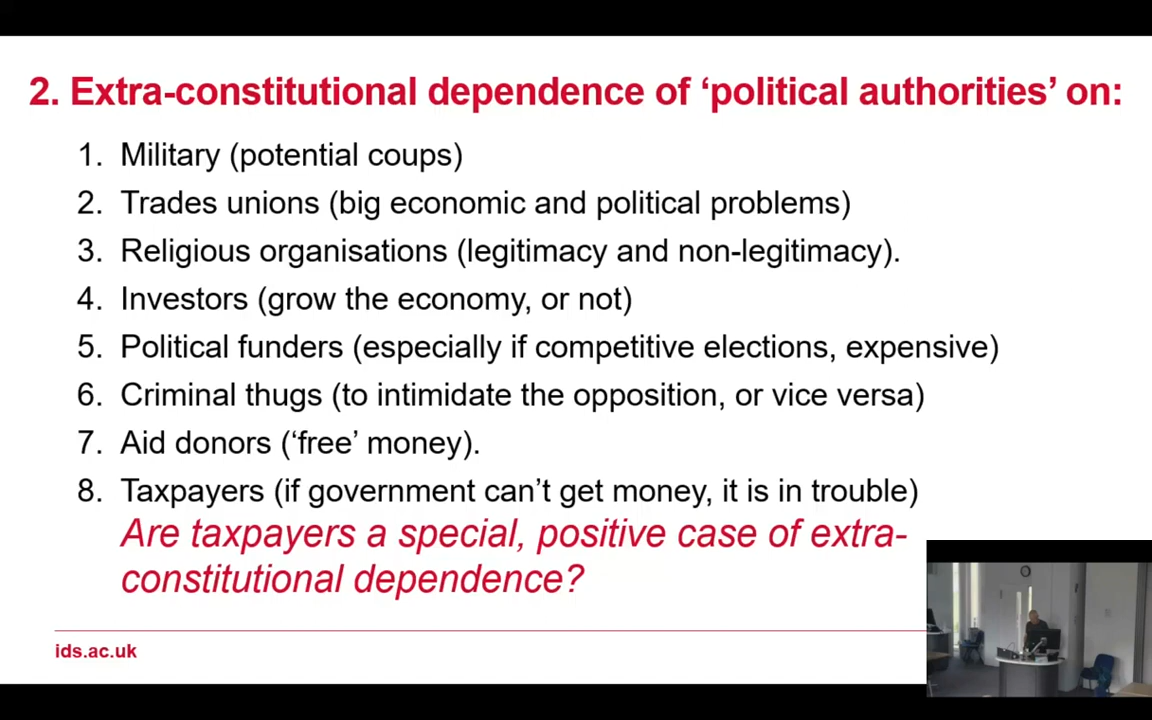 2. Extra-constitutional dependence of ‘political authorities’ on:
1. Military (potential coups)
2. Trades unions (big economic and political problems)
3. Religious organisations (legitimacy and non-legitimacy).
4. Investors (grow the economy, or not)
5. Political funders (especially if competitive elections, expensive)
6. Criminal thugs (to intimidate the opposition, or vice versa)
7. Aid donors (‘free’ money).
8. Taxpayers (if government can’t get money, it is in trouble)
Are taxpayers a special, positive case of extra-
constitutional dependence?
ids.ac.uk